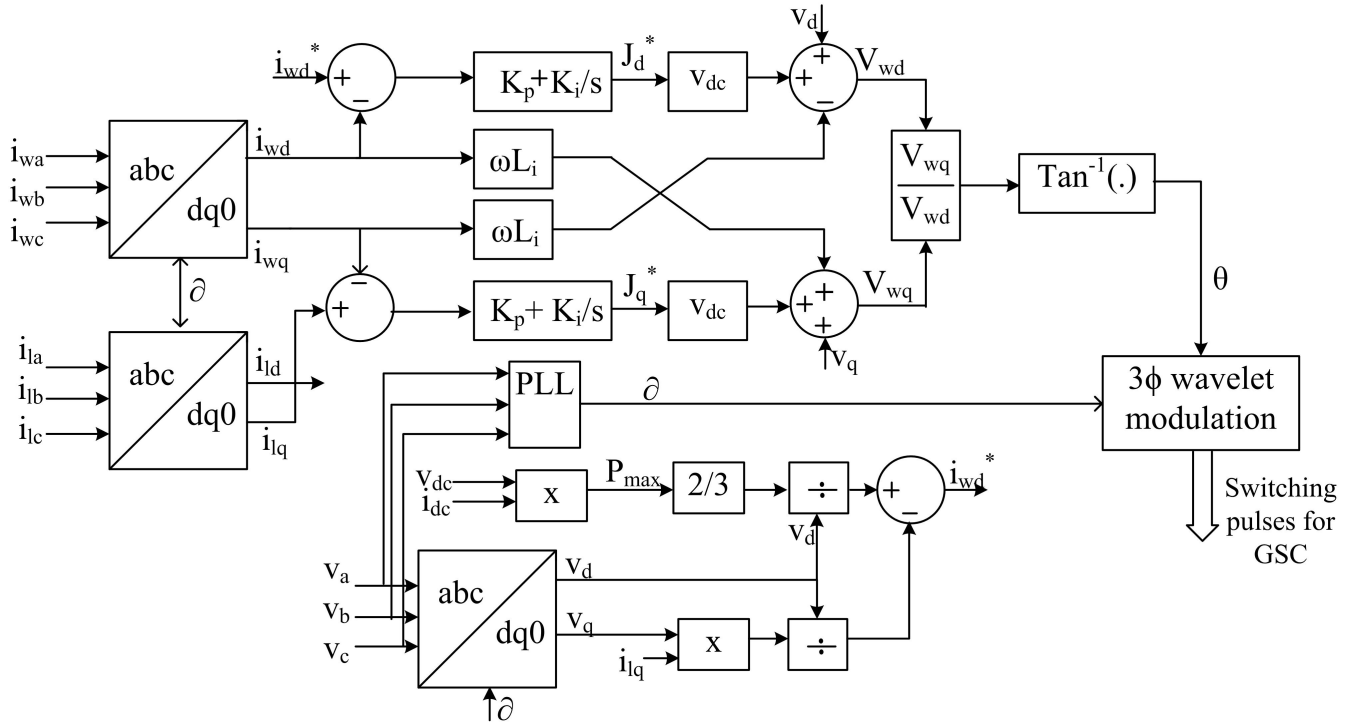 v_d
i_wd* + − K_p+K_i/s J_d* v_dc + + − V_wd
i_wa i_wb i_wc abc dq0 i_wd i_wq
ωL_i
ωL_i
V_wq
V_wd
Tan^-1(.)
θ
∂
− + K_p+ K_i/s J_q* v_dc + + + V_wq
v_q
i_la i_lb i_lc abc dq0 i_ld i_lq
PLL ∂
3ϕ wavelet
modulation
Switching
pulses for
GSC
v_dc
i_dc
x P_max 2/3 ÷ + − i_wd*
v_d
v_a
v_b
v_c
abc
dq0
v_d
v_q
i_lq
x ÷
∂